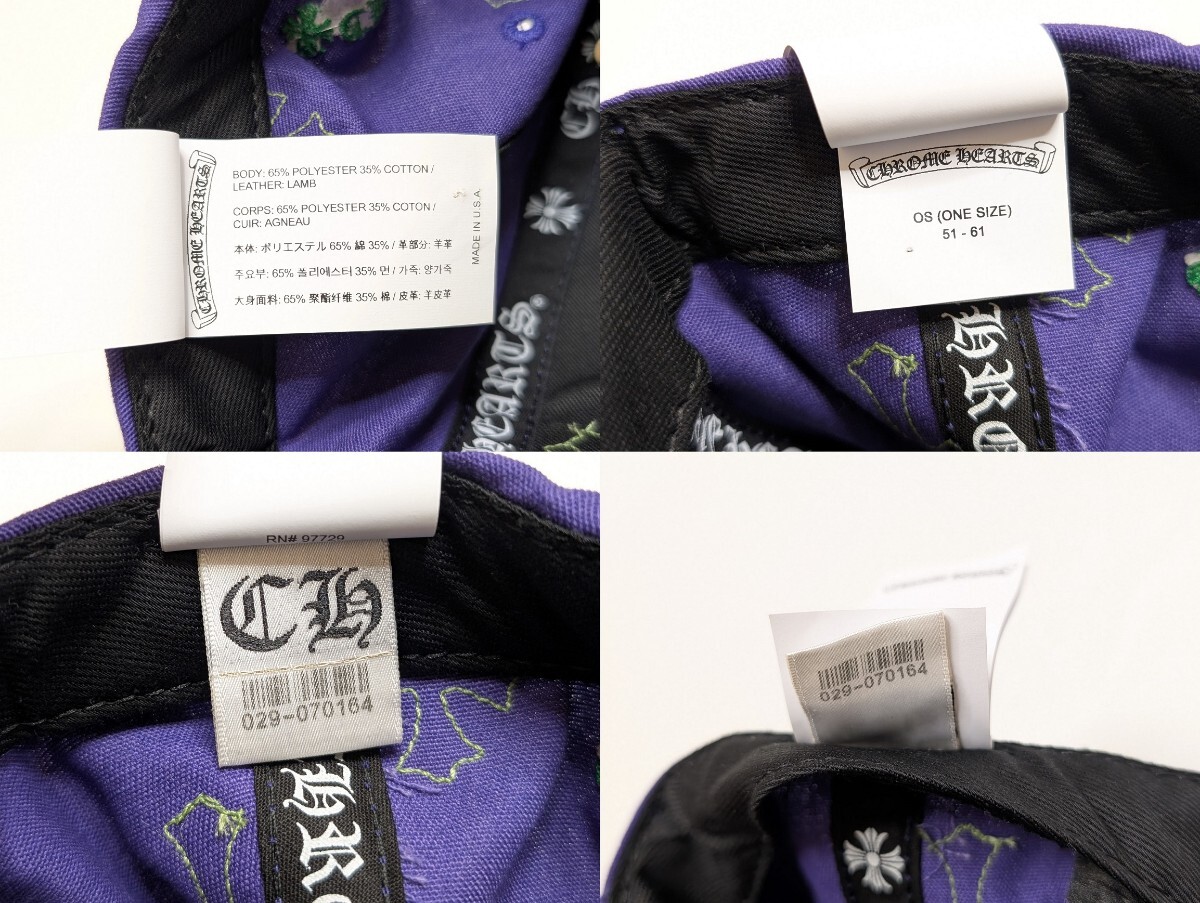 CHROME HEARTS
BODY: 65% POLYESTER 35% COTTON /
LEATHER: LAMB
CORPS: 65% POLYESTER 35% COTON /
CUIR: AGNEAU
本体: ポリエステル 65% 綿 35% / 革部分: 羊革
주요부: 65% 폴리에스터 35% 면 / 가죽: 양가죽
大身面料: 65% 聚酯纤维 35% 棉 / 皮革: 羊皮革
MADE IN U.S.A.
CH
HEARTS®
CHROME HEARTS
OS (ONE SIZE)
51 - 61
HRO
RN# 97729
CH
029-070164
HRO
029-070164